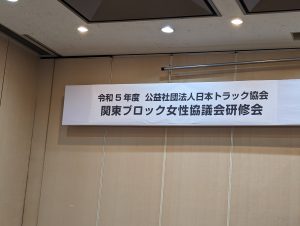 令和5年度 公益社団法人日本トラック協会
関東ブロック女性協議会研修会